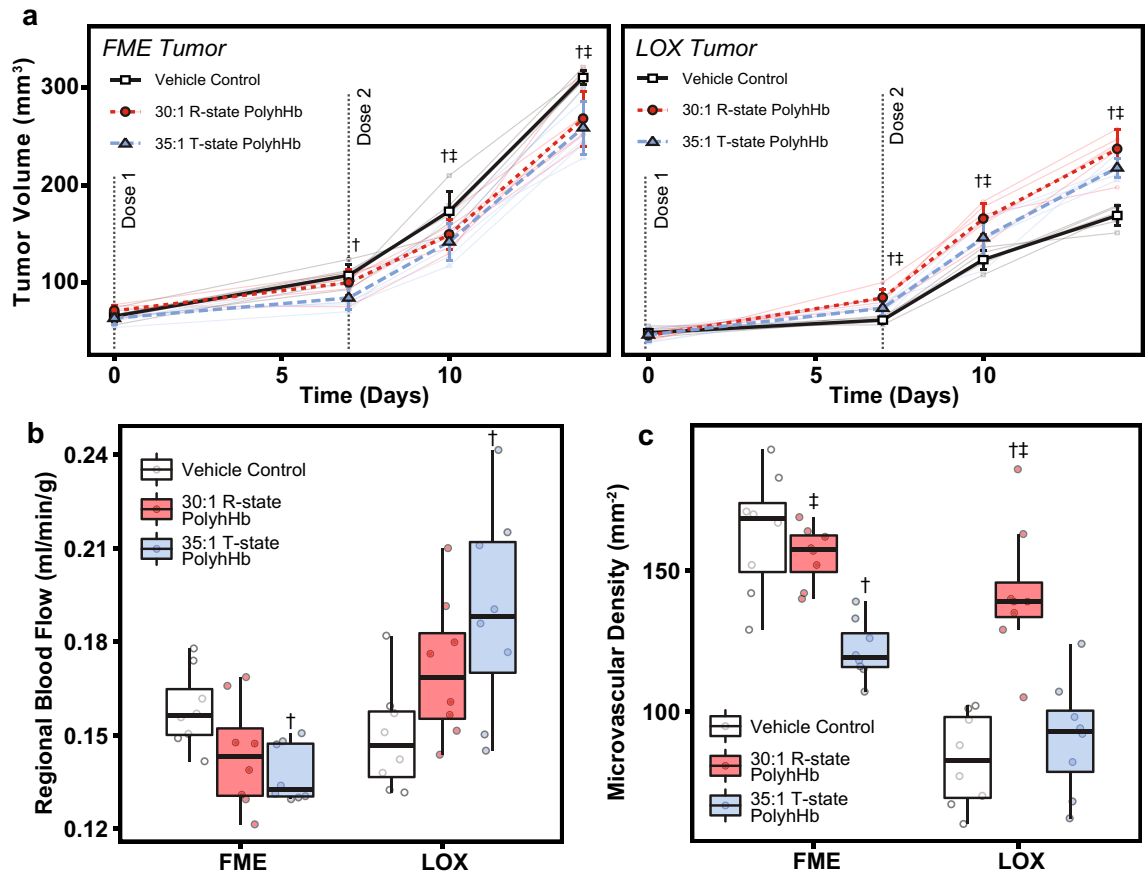 a
FME Tumor
Vehicle Control
30:1 R-state PolyhHb
35:1 T-state PolyhHb
Dose 1
Dose 2
†
†‡
†‡
Tumor Volume (mm³)
300
200
100
0
5
10
Time (Days)
LOX Tumor
Vehicle Control
30:1 R-state PolyhHb
35:1 T-state PolyhHb
Dose 1
Dose 2
†‡
†‡
†‡
0
5
10
Time (Days)
b
Regional Blood Flow (ml/min/g)
0.24
0.21
0.18
0.15
0.12
Vehicle Control
30:1 R-state
PolyhHb
35:1 T-state
PolyhHb
†
†
FME
LOX
c
Microvascular Density (mm⁻²)
150
100
‡
†
†‡
Vehicle Control
30:1 R-state
PolyhHb
35:1 T-state
PolyhHb
FME
LOX